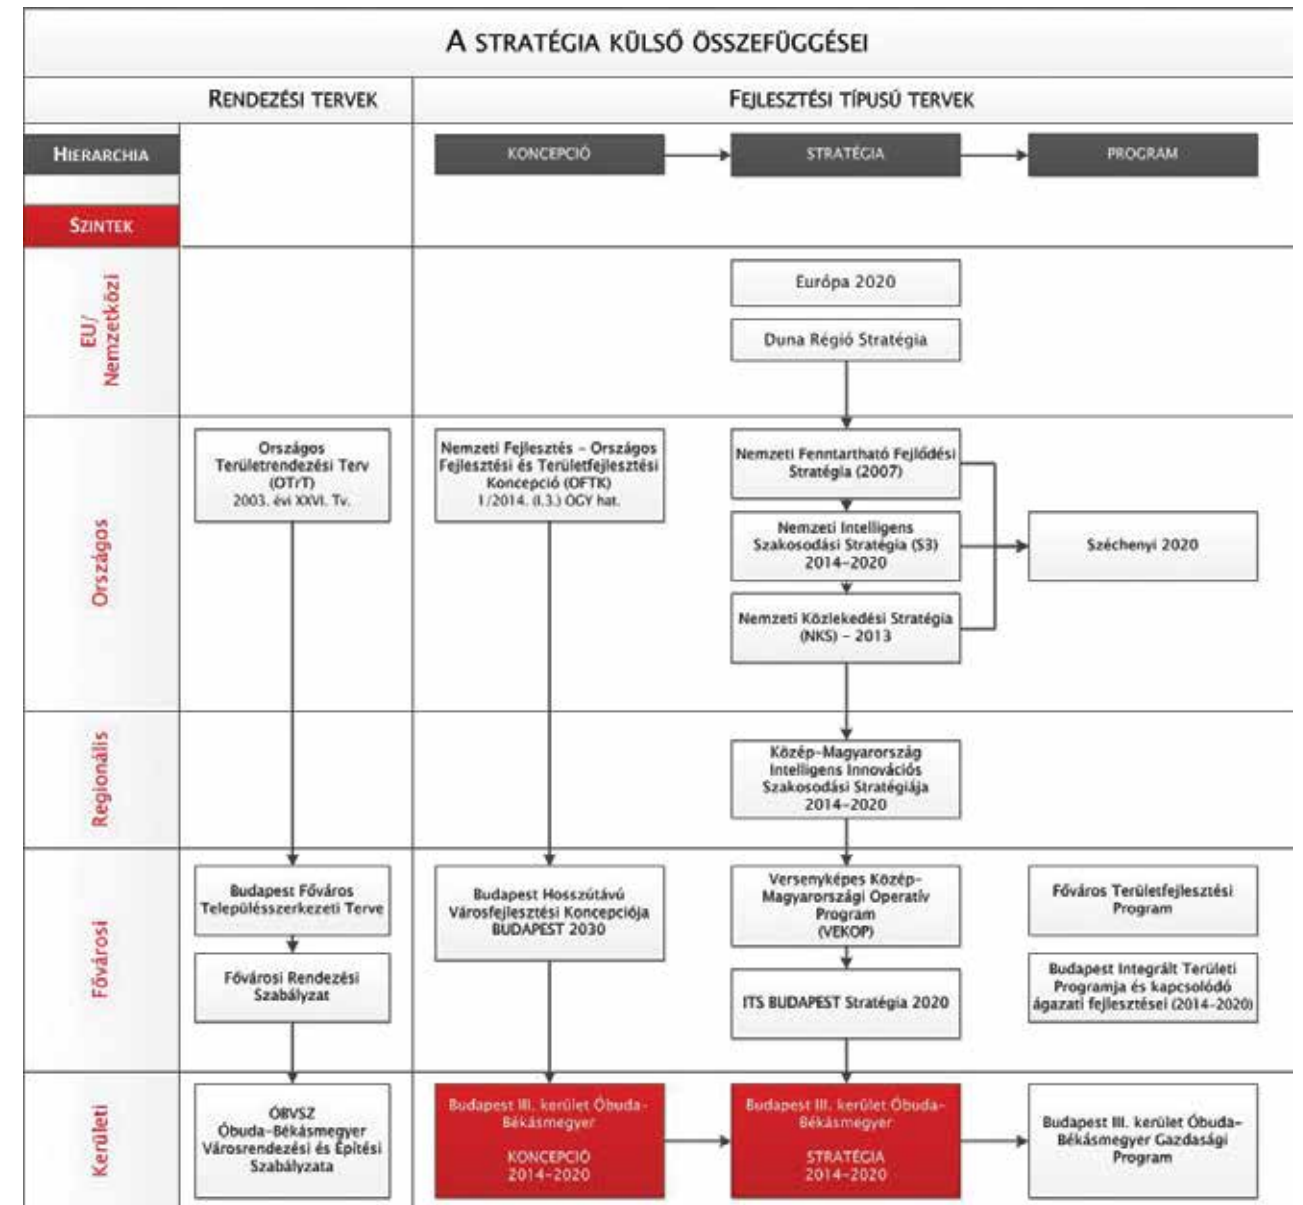 A STRATÉGIA KÜLSŐ ÖSSZEFÜGGÉSEI
RENDEZÉSI TERVEK
FEJLESZTÉSI TÍPUSÚ TERVEK
HIERARCHIA
KONCEPCIÓ
STRATÉGIA
PROGRAM
SZINTEK
EU/
Nemzetközi
Európa 2020
Duna Régió Stratégia
Országos
Országos
Területrendezési Terv
(OTrT)
2003. évi XXVI. Tv.
Nemzeti Fejlesztés – Országos
Fejlesztési és Területfejlesztési
Koncepció (OFTK)
1/2014. (I.3.) OGY hat.
Nemzeti Fenntartható Fejlődési
Stratégia (2007)
Nemzeti Intelligens
Szakosodási Stratégia (S3)
2014–2020
Nemzeti Közlekedési Stratégia
(NKS) – 2013
Széchenyi 2020
Regionális
Közép-Magyarország
Intelligens Innovációs
Szakosodási Stratégiája
2014–2020
Fővárosi
Budapest Főváros
Településszerkezeti Terve
Fővárosi Rendezési
Szabályzat
Budapest Hosszútávú
Városfejlesztési Koncepciója
BUDAPEST 2030
Versenyképes Közép-
Magyarországi Operatív
Program
(VEKOP)
ITS BUDAPEST Stratégia 2020
Főváros Területfejlesztési
Program
Budapest Integrált Területi
Programja és kapcsolódó
ágazati fejlesztései (2014–2020)
Kerületi
ÓBVSZ
Óbuda-Békásmegyer
Városrendezési és Építési
Szabályzata
Budapest III. kerület Óbuda-
Békásmegyer
KONCEPCIÓ
2014–2020
Budapest III. kerület Óbuda-
Békásmegyer
STRATÉGIA
2014–2020
Budapest III. kerület Óbuda-
Békásmegyer Gazdasági
Program